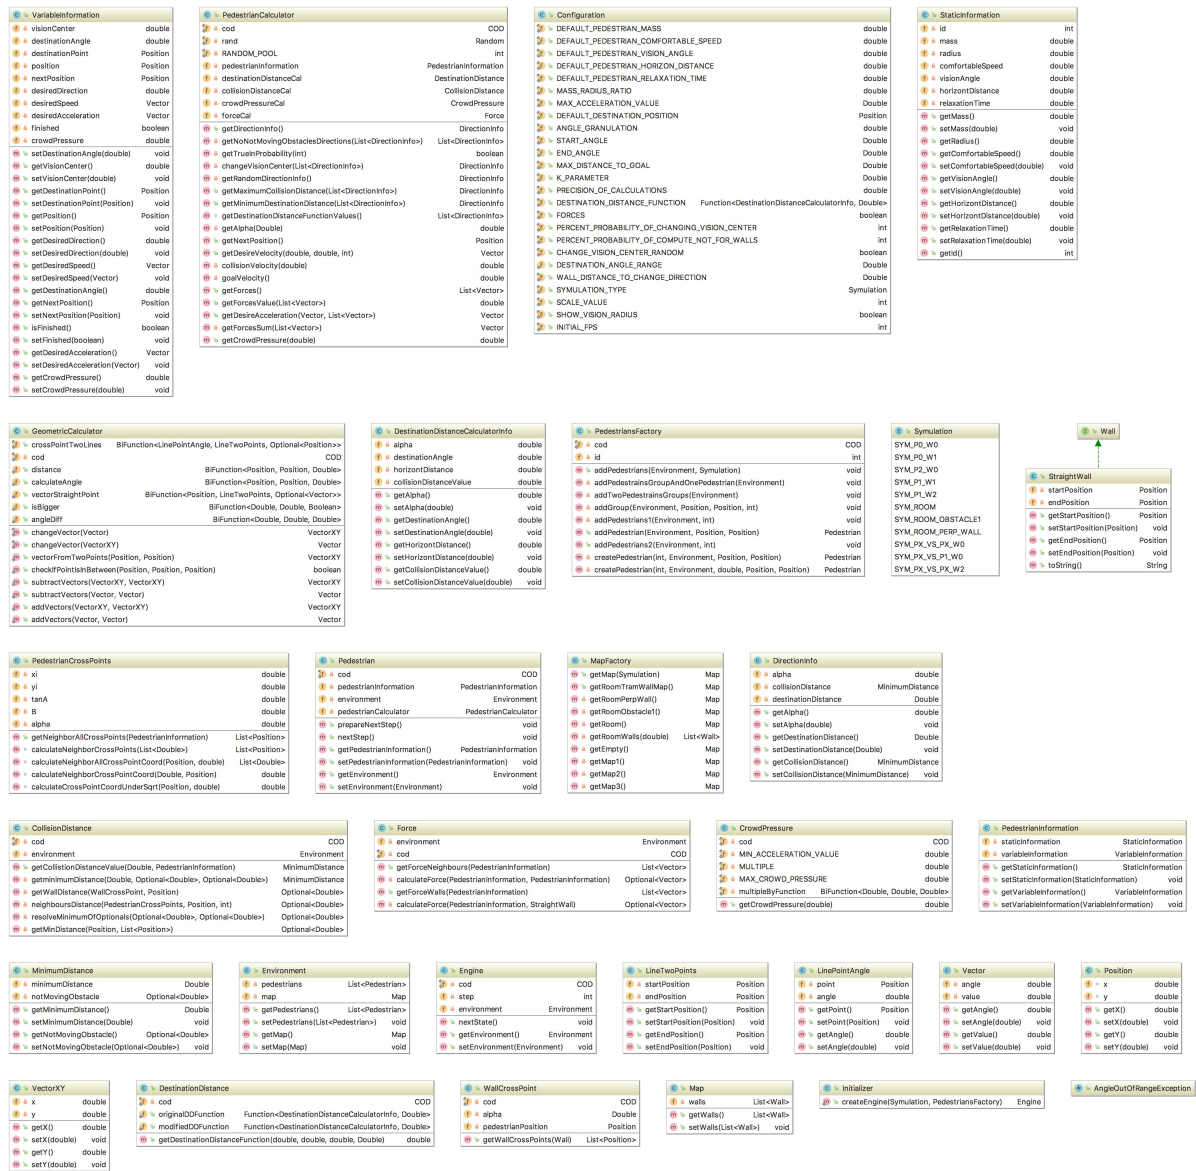 VariableInformation
visionCenter double
destinationAngle double
destinationPoint Position
position Position
nextPosition Position
desiredDirection double
desiredSpeed Vector
desiredAcceleration Vector
finished boolean
crowdPressure double
setDestinationAngle(double) void
getVisionCenter() double
setVisionCenter(double) void
getDestinationPoint() Position
setDestinationPoint(Position) void
getPosition() Position
setPosition(Position) void
getDesiredDirection() double
setDesiredDirection(double) void
getDesiredSpeed() Vector
setDesiredSpeed(Vector) void
getDestinationAngle() double
getNextPosition() Position
setNextPosition(Position) void
isFinished() boolean
setFinished(boolean) void
getDesiredAcceleration() Vector
setDesiredAcceleration(Vector) void
getCrowdPressure() double
setCrowdPressure(double) void
PedestrianCalculator
cod COD
rand Random
RANDOM_POOL int
pedestrianInformation PedestrianInformation
destinationDistanceCal DestinationDistance
collisionDistanceCal CollisionDistance
crowdPressureCal CrowdPressure
forceCal Force
getDirectionInfo() DirectionInfo
getNoNotMovingObstaclesDirections(List<DirectionInfo>) List<DirectionInfo>
getTrueInProbability(int) boolean
changeVisionCenter(List<DirectionInfo>) DirectionInfo
getRandomDirectionInfo() DirectionInfo
getMaximumCollisionDistance(List<DirectionInfo>) DirectionInfo
getMinimumDestinationDistance(List<DirectionInfo>) DirectionInfo
getDestinationDistanceFunctionValues() List<DirectionInfo>
getAlpha(Double) double
getNextPosition() Position
getDesireVelocity(double, double, int) Vector
collisionVelocity(double) double
goalVelocity() double
getForces() List<Vector>
getForcesValue(List<Vector>) double
getDesireAcceleration(Vector, List<Vector>) Vector
getForcesSum(List<Vector>) Vector
getCrowdPressure(double) double
Configuration
DEFAULT_PEDESTRIAN_MASS double
DEFAULT_PEDESTRIAN_COMFORTABLE_SPEED double
DEFAULT_PEDESTRIAN_VISION_ANGLE double
DEFAULT_PEDESTRIAN_HORIZON_DISTANCE double
DEFAULT_PEDESTRIAN_RELAXATION_TIME double
MASS_RADIUS_RATIO Double
MAX_ACCELERATION_VALUE Double
DEFAULT_DESTINATION_POSITION Position
ANGLE_GRANULATION double
START_ANGLE Double
END_ANGLE Double
MAX_DISTANCE_TO_GOAL Double
K_PARAMETER Double
PRECISION_OF_CALCULATIONS double
DESTINATION_DISTANCE_FUNCTION Function<DestinationDistanceCalculatorInfo, Double>
FORCES boolean
PERCENT_PROBABILITY_OF_CHANGING_VISION_CENTER int
PERCENT_PROBABILITY_OF_COMPUTE_NOT_FOR_WALLS int
CHANGE_VISION_CENTER_RANDOM boolean
DESTINATION_ANGLE_RANGE Double
WALL_DISTANCE_TO_CHANGE_DIRECTION Double
SYMULATION_TYPE Symulation
SCALE_VALUE int
SHOW_VISION_RADIUS boolean
INITIAL_FPS int
StaticInformation
id int
mass double
radius double
comfortableSpeed double
visionAngle double
horizontDistance double
relaxationTime double
getMass() double
setMass(double) void
getRadius() double
getComfortableSpeed() double
setComfortableSpeed(double) void
getVisionAngle() double
setVisionAngle(double) void
getHorizontDistance() double
setHorizontDistance(double) void
getRelaxationTime() double
setRelaxationTime(double) void
getId() int
GeometricCalculator
crossPointTwoLines BiFunction<LinePointAngle, LineTwoPoints, Optional<Position>>
cod COD
distance BiFunction<Position, Position, Double>
calculateAngle BiFunction<Position, Position, Double>
vectorStraightPoint BiFunction<Position, LineTwoPoints, Optional<Vector>>
isBigger BiFunction<Double, Double, Boolean>
angleDiff BiFunction<Double, Double, Double>
changeVector(Vector) VectorXY
changeVector(VectorXY) Vector
vectorFromTwoPoints(Position, Position) VectorXY
checkIfPointIsInBetween(Position, Position, Position) boolean
subtractVectors(VectorXY, VectorXY) VectorXY
subtractVectors(Vector, Vector) Vector
addVectors(VectorXY, VectorXY) VectorXY
addVectors(Vector, Vector) Vector
DestinationDistanceCalculatorInfo
alpha double
destinationAngle double
horizontDistance double
collisionDistanceValue double
getAlpha() double
setAlpha(double) void
getDestinationAngle() double
setDestinationAngle(double) void
getHorizontDistance() double
setHorizontDistance(double) void
getCollisionDistanceValue() double
setCollisionDistanceValue(double) void
PedestriansFactory
cod COD
id int
addPedestrians(Environment, Symulation) void
addPedestrainsGroupAndOnePedestrian(Environment) void
addTwoPedestrainsGroups(Environment) void
addGroup(Environment, Position, Position, int) void
addPedestrians1(Environment, int) void
addPedestrian(Environment, Position, Position) Pedestrian
addPedestrians2(Environment, int) void
createPedestrian(int, Environment, Position, Position) Pedestrian
createPedestrian(int, Environment, double, Position, Position) Pedestrian
Symulation
SYM_P0_W0
SYM_P0_W1
SYM_P2_W0
SYM_P1_W1
SYM_P1_W2
SYM_ROOM
SYM_ROOM_OBSTACLE1
SYM_ROOM_PERP_WALL
SYM_PX_VS_PX_W0
SYM_PX_VS_P1_W0
SYM_PX_VS_PX_W2
Wall
StraightWall
startPosition Position
endPosition Position
getStartPosition() Position
setStartPosition(Position) void
getEndPosition() Position
setEndPosition(Position) void
toString() String
PedestrianCrossPoints
xi double
yi double
tanA double
B double
alpha double
getNeighborAllCrossPoints(PedestrianInformation) List<Position>
calculateNeighborCrossPoints(List<Double>) List<Position>
calculateNeighborAllCrossPointCoord(Position, double) List<Double>
calculateNeighborCrossPointCoord(Double, Position) double
calculateCrossPointCoordUnderSqrt(Position, double) double
Pedestrian
cod COD
pedestrianInformation PedestrianInformation
environment Environment
pedestrianCalculator PedestrianCalculator
prepareNextStep() void
nextStep() void
getPedestrianInformation() PedestrianInformation
setPedestrianInformation(PedestrianInformation) void
getEnvironment() Environment
setEnvironment(Environment) void
MapFactory
getMap(Symulation) Map
getRoomTramWallMap() Map
getRoomPerpWall() Map
getRoomObstacle1() Map
getRoom() Map
getRoomWalls(double) List<Wall>
getEmpty() Map
getMap1() Map
getMap2() Map
getMap3() Map
DirectionInfo
alpha double
collisionDistance MinimumDistance
destinationDistance Double
getAlpha() double
setAlpha(double) void
getDestinationDistance() Double
setDestinationDistance(Double) void
getCollisionDistance() MinimumDistance
setCollisionDistance(MinimumDistance) void
CollisionDistance
cod COD
environment Environment
getCollistionDistanceValue(Double, PedestrianInformation) MinimumDistance
getminimumDistance(Double, Optional<Double>, Optional<Double>) MinimumDistance
getWallDistance(WallCrossPoint, Position) Optional<Double>
neighboursDistance(PedestrianCrossPoints, Position, int) Optional<Double>
resolveMinimumOfOptionals(Optional<Double>, Optional<Double>) Optional<Double>
getMinDistance(Position, List<Position>) Optional<Double>
Force
environment Environment
cod COD
getForceNeighbours(PedestrianInformation) List<Vector>
calculateForce(PedestrianInformation, PedestrianInformation) Optional<Vector>
getForceWalls(PedestrianInformation) List<Vector>
calculateForce(PedestrianInformation, StraightWall) Optional<Vector>
CrowdPressure
cod COD
MIN_ACCELERATION_VALUE double
MULTIPLE double
MAX_CROWD_PRESSURE double
multipleByFunction BiFunction<Double, Double, Double>
getCrowdPressure(double) double
PedestrianInformation
staticInformation StaticInformation
variableInformation VariableInformation
getStaticInformation() StaticInformation
setStaticInformation(StaticInformation) void
getVariableInformation() VariableInformation
setVariableInformation(VariableInformation) void
MinimumDistance
minimumDistance Double
notMovingObstacle Optional<Double>
getMinimumDistance() Double
setMinimumDistance(Double) void
getNotMovingObstacle() Optional<Double>
setNotMovingObstacle(Optional<Double>) void
Environment
pedestrians List<Pedestrian>
map Map
getPedestrians() List<Pedestrian>
setPedestrians(List<Pedestrian>) void
getMap() Map
setMap(Map) void
Engine
cod COD
step int
environment Environment
nextState() void
getEnvironment() Environment
setEnvironment(Environment) void
LineTwoPoints
startPosition Position
endPosition Position
getStartPosition() Position
setStartPosition(Position) void
getEndPosition() Position
setEndPosition(Position) void
LinePointAngle
point Position
angle double
getPoint() Position
setPoint(Position) void
getAngle() double
setAngle(double) void
Vector
angle double
value double
getAngle() double
setAngle(double) void
getValue() double
setValue(double) void
Position
x double
y double
getX() double
setX(double) void
getY() double
setY(double) void
VectorXY
x double
y double
getX() double
setX(double) void
getY() double
setY(double) void
DestinationDistance
cod COD
originalDDFunction Function<DestinationDistanceCalculatorInfo, Double>
modifiedDDFunction Function<DestinationDistanceCalculatorInfo, Double>
getDestinationDistanceFunction(double, double, double, Double) double
WallCrossPoint
cod COD
alpha Double
pedestrianPosition Position
getWallCrossPoints(Wall) List<Position>
Map
walls List<Wall>
getWalls() List<Wall>
setWalls(List<Wall>) void
Initializer
createEngine(Symulation, PedestriansFactory) Engine
AngleOutOfRangeException